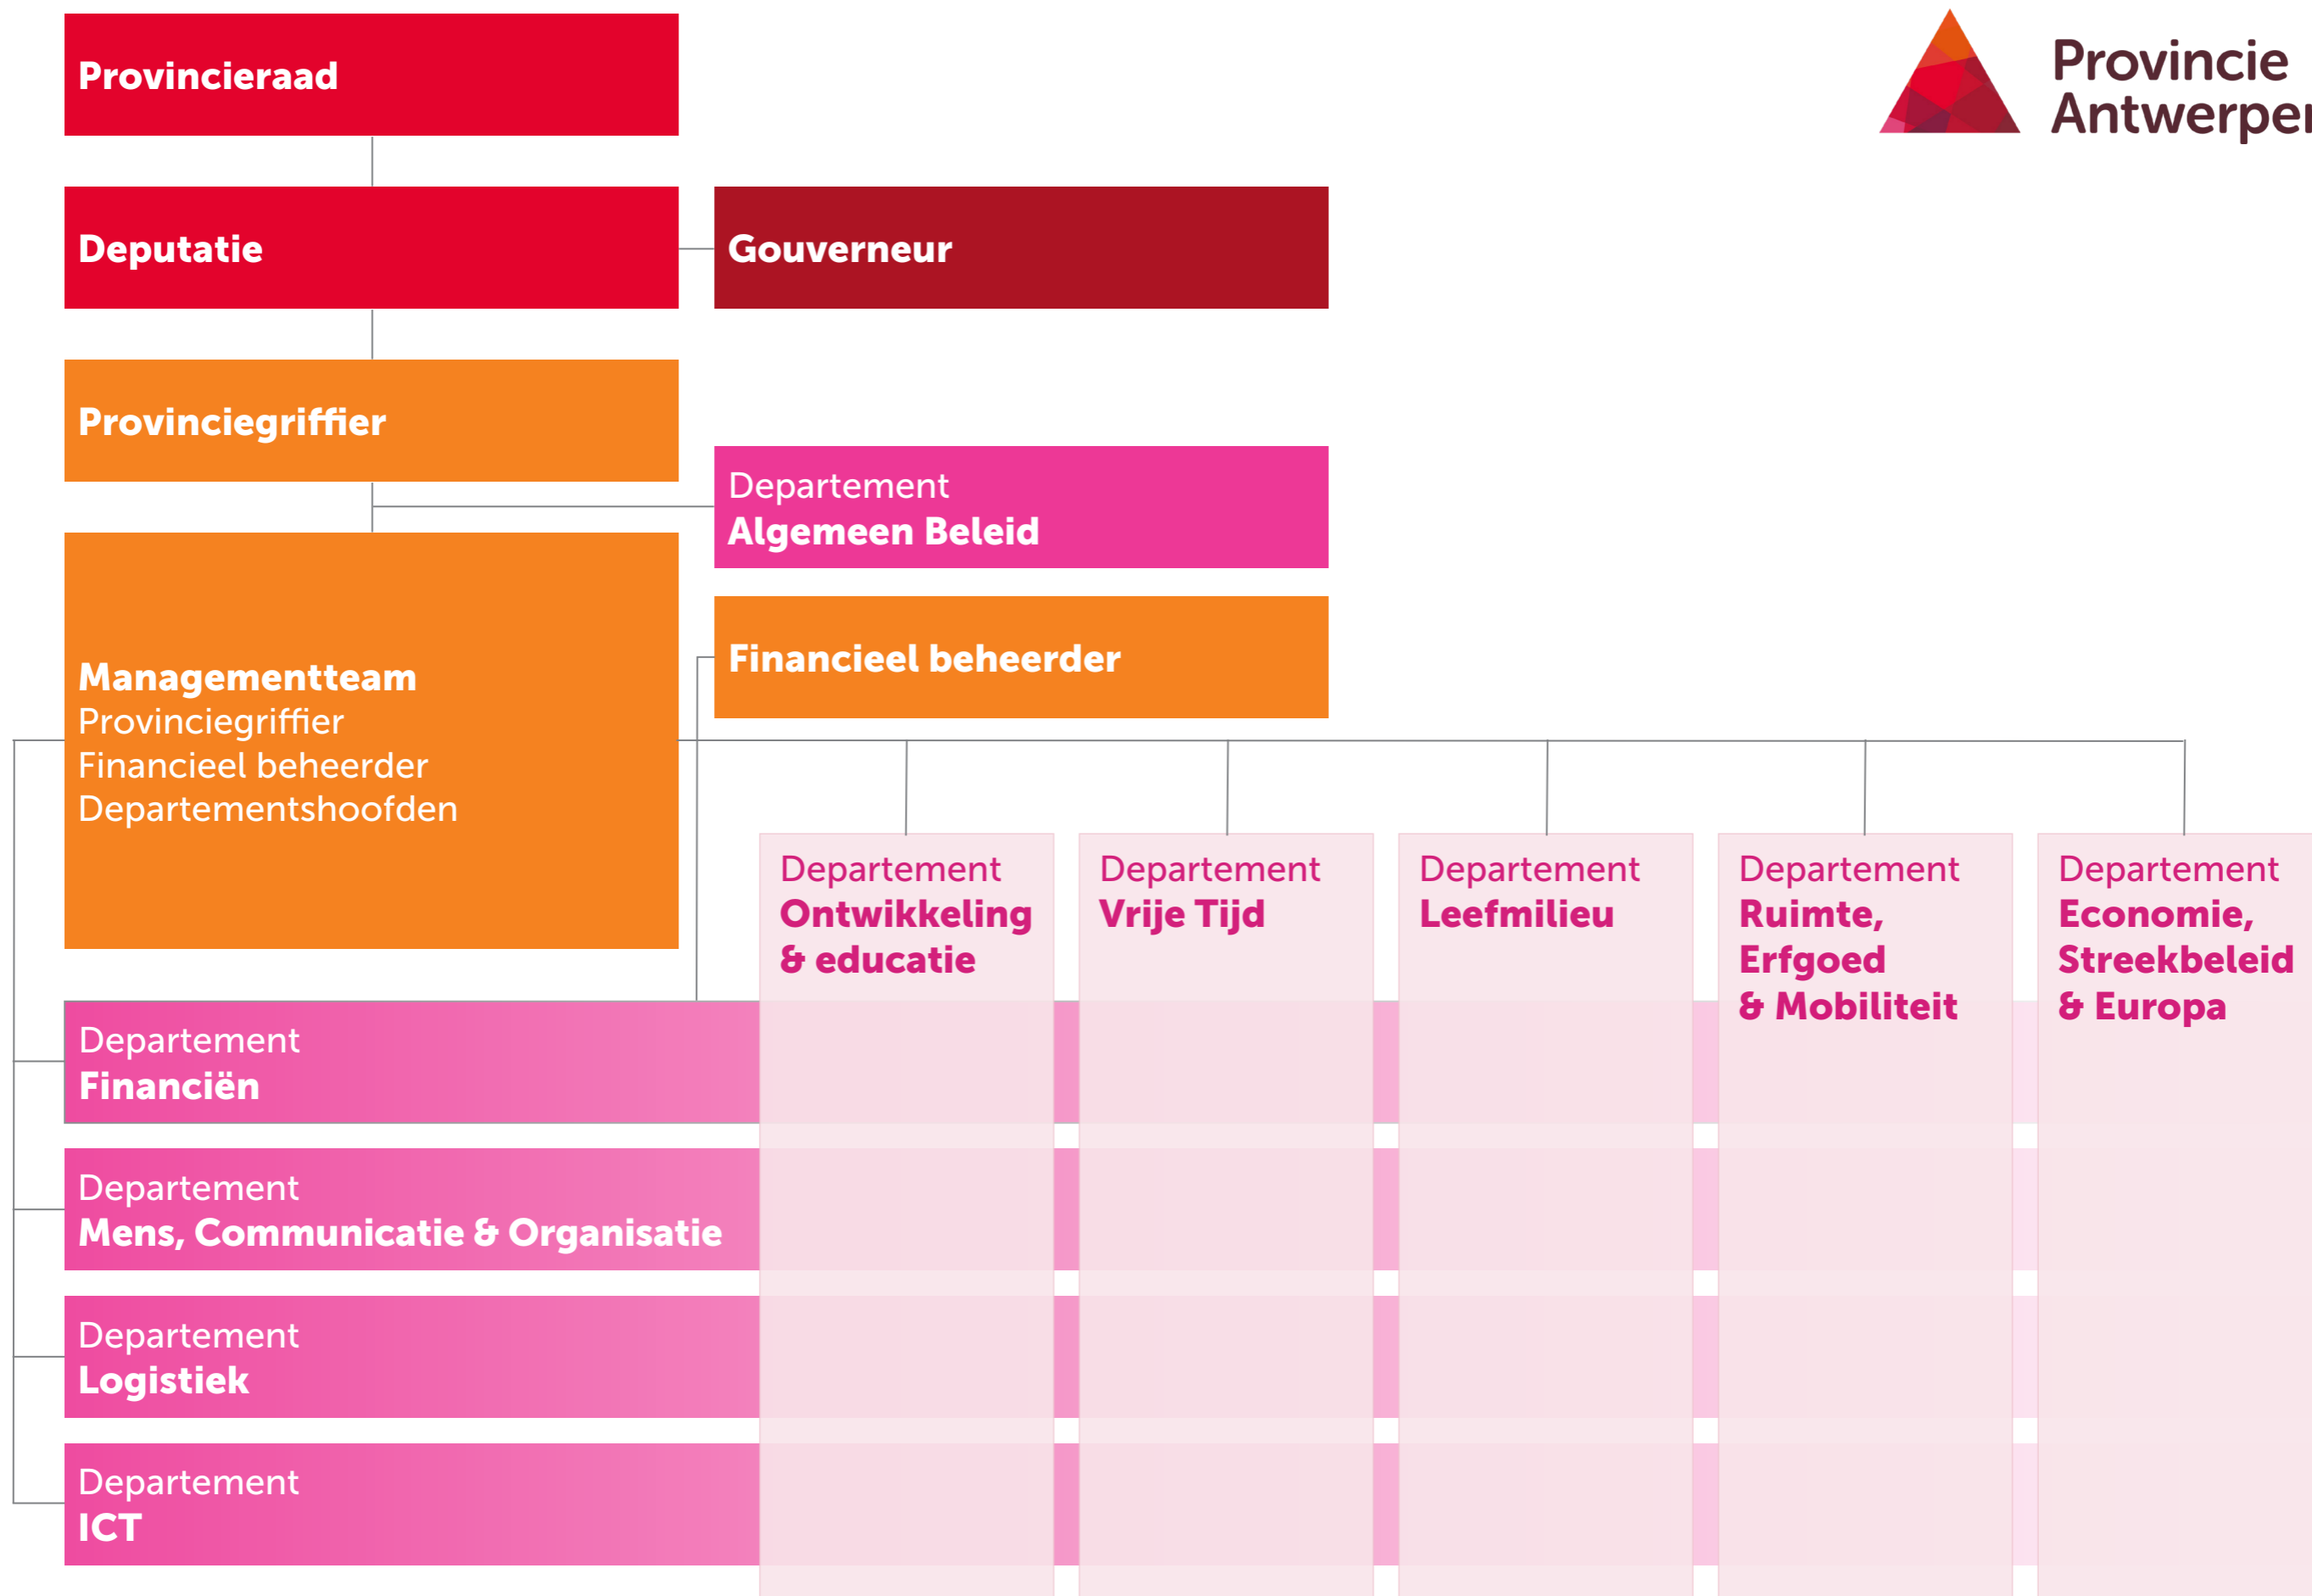 Provincieraad
Provincie
Antwerpen
Deputatie
Gouverneur
Provinciegriffier
Departement
Algemeen Beleid
Managementteam
Provinciegriffier
Financieel beheerder
Departementshoofden
Financieel beheerder
Departement
Ontwikkeling
& educatie
Departement
Vrije Tijd
Departement
Leefmilieu
Departement
Ruimte,
Erfgoed
& Mobiliteit
Departement
Economie,
Streekbeleid
& Europa
Departement
Financiën
Departement
Mens, Communicatie & Organisatie
Departement
Logistiek
Departement
ICT